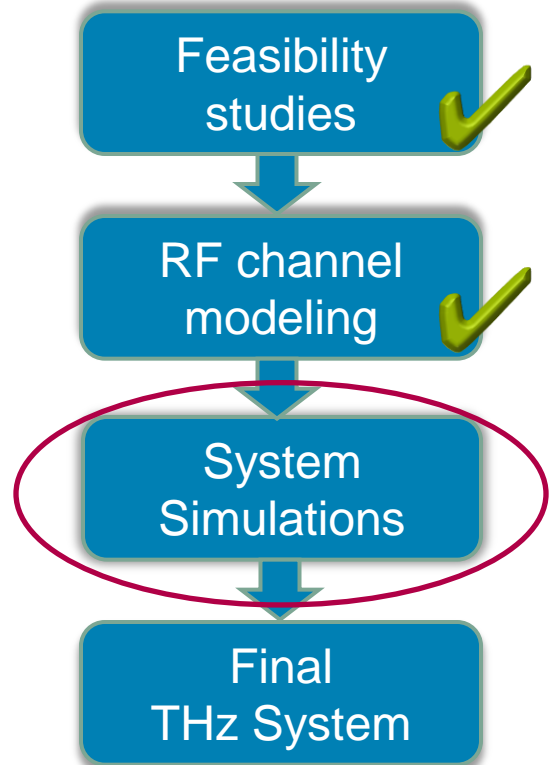 Feasibility
studies
RF channel
modeling
System
Simulations
Final
THz System